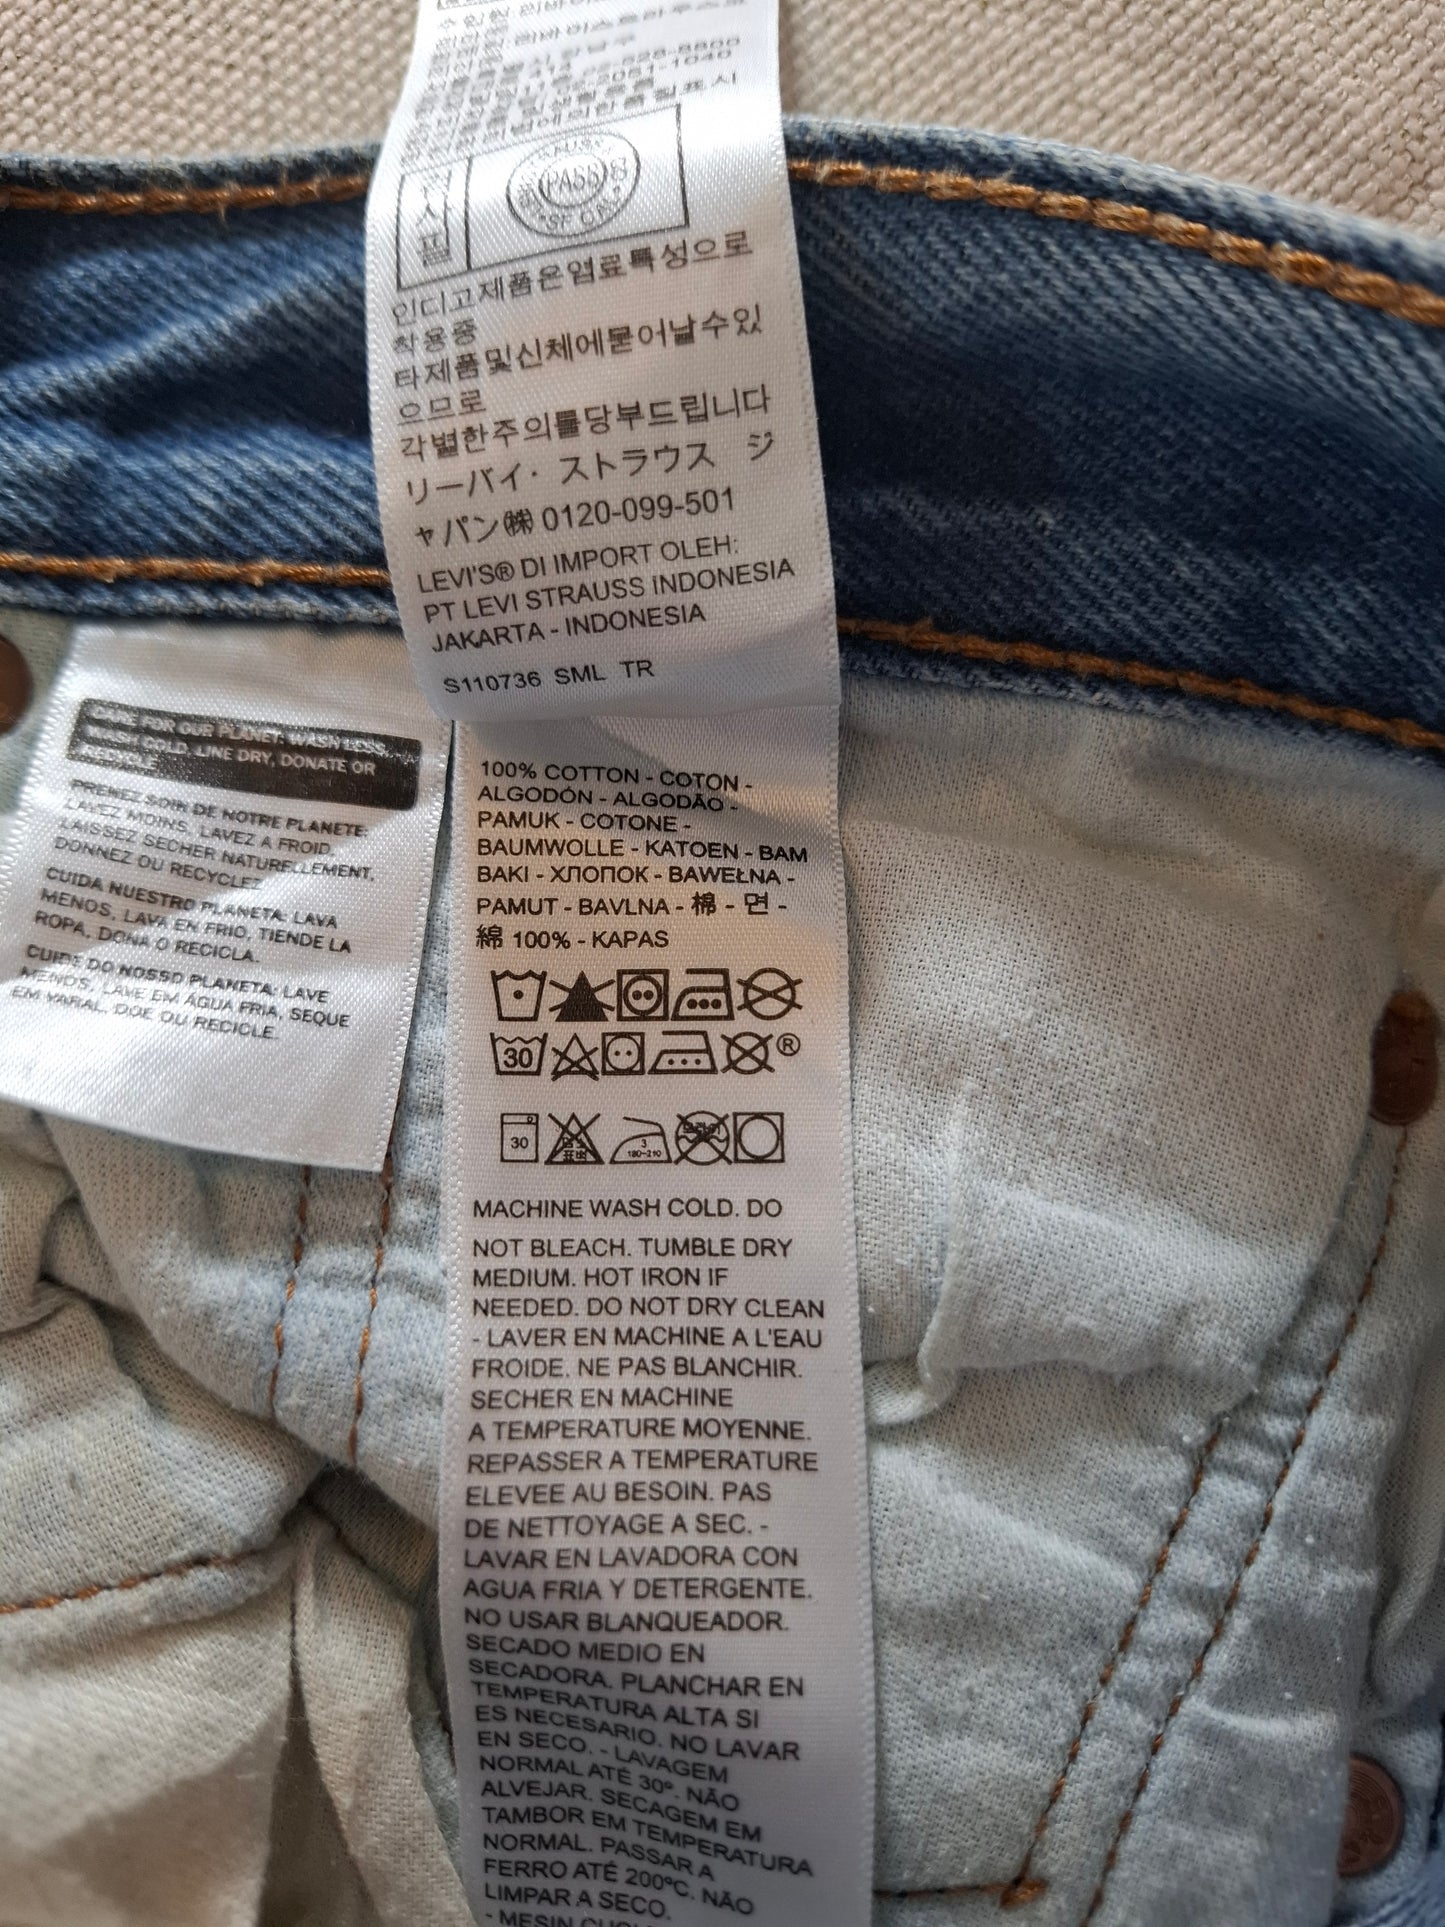 착용중
인디고제품은염료특성으로
타제품및신체에묻어날수있
으므로
각별한주의를당부드립니다
リーバイ・ストラウス ジ
ャパン㈱ 0120-099-501
LEVI'S® DI IMPORT OLEH:
PT LEVI STRAUSS INDONESIA
JAKARTA - INDONESIA
S110736 SML TR
CARE FOR OUR PLANET: WASH LESS,
WASH COLD, LINE DRY, DONATE OR
RECYCLE
PRENEZ SOIN DE NOTRE PLANETE:
LAVEZ MOINS, LAVEZ A FROID,
LAISSEZ SECHER NATURELLEMENT,
DONNEZ OU RECYCLEZ
CUIDA NUESTRO PLANETA: LAVA
MENOS, LAVA EN FRIO, TIENDE LA
ROPA, DONA O RECICLA.
CUIDE DO NOSSO PLANETA: LAVE
MENOS, LAVE EM ÁGUA FRIA, SEQUE
EM VARAL, DOE OU RECICLE.
100% COTTON - COTON -
ALGODÓN - ALGODÃO -
PAMUK - COTONE -
BAUMWOLLE - KATOEN - BAM
BAKI - ХЛОПОК - BAWEŁNA -
PAMUT - BAVLNA - 棉 - 면 -
綿 100% - KAPAS
30 ®
30 3 180~210
MACHINE WASH COLD. DO
NOT BLEACH. TUMBLE DRY
MEDIUM. HOT IRON IF
NEEDED. DO NOT DRY CLEAN
- LAVER EN MACHINE A L'EAU
FROIDE. NE PAS BLANCHIR.
SECHER EN MACHINE
A TEMPERATURE MOYENNE.
REPASSER A TEMPERATURE
ELEVEE AU BESOIN. PAS
DE NETTOYAGE A SEC. -
LAVAR EN LAVADORA CON
AGUA FRIA Y DETERGENTE.
NO USAR BLANQUEADOR.
SECADO MEDIO EN
SECADORA. PLANCHAR EN
TEMPERATURA ALTA SI
ES NECESARIO. NO LAVAR
EN SECO. - LAVAGEM
NORMAL ATÉ 30º. NÃO
ALVEJAR. SECAGEM EM
TAMBOR EM TEMPERATURA
NORMAL. PASSAR A
FERRO ATÉ 200ºC. NÃO
LIMPAR A SECO.